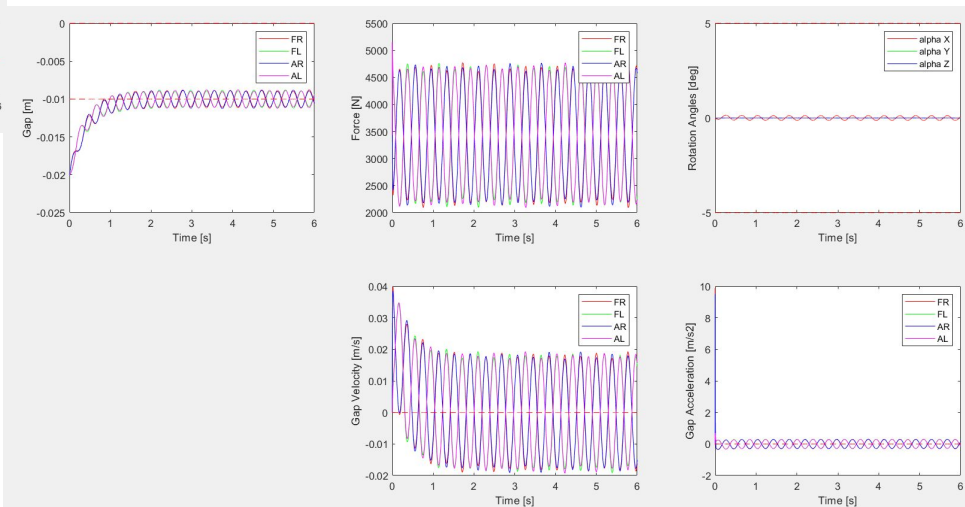 s
0
-0.005
-0.01
-0.015
-0.02
-0.025
Gap [m]
0 1 2 3 4 5 6
Time [s]
FR
FL
AR
AL
5500
5000
4500
4000
3500
3000
2500
2000
Force [N]
0 1 2 3 4 5 6
Time [s]
FR
FL
AR
AL
5
0
-5
Rotation Angles [deg]
0 1 2 3 4 5 6
Time [s]
alpha X
alpha Y
alpha Z
0.04
0.03
0.02
0.01
0
-0.01
-0.02
Gap Velocity [m/s]
0 1 2 3 4 5 6
Time [s]
FR
FL
AR
AL
10
8
6
4
2
0
-2
Gap Acceleration [m/s2]
0 1 2 3 4 5 6
Time [s]
FR
FL
AR
AL